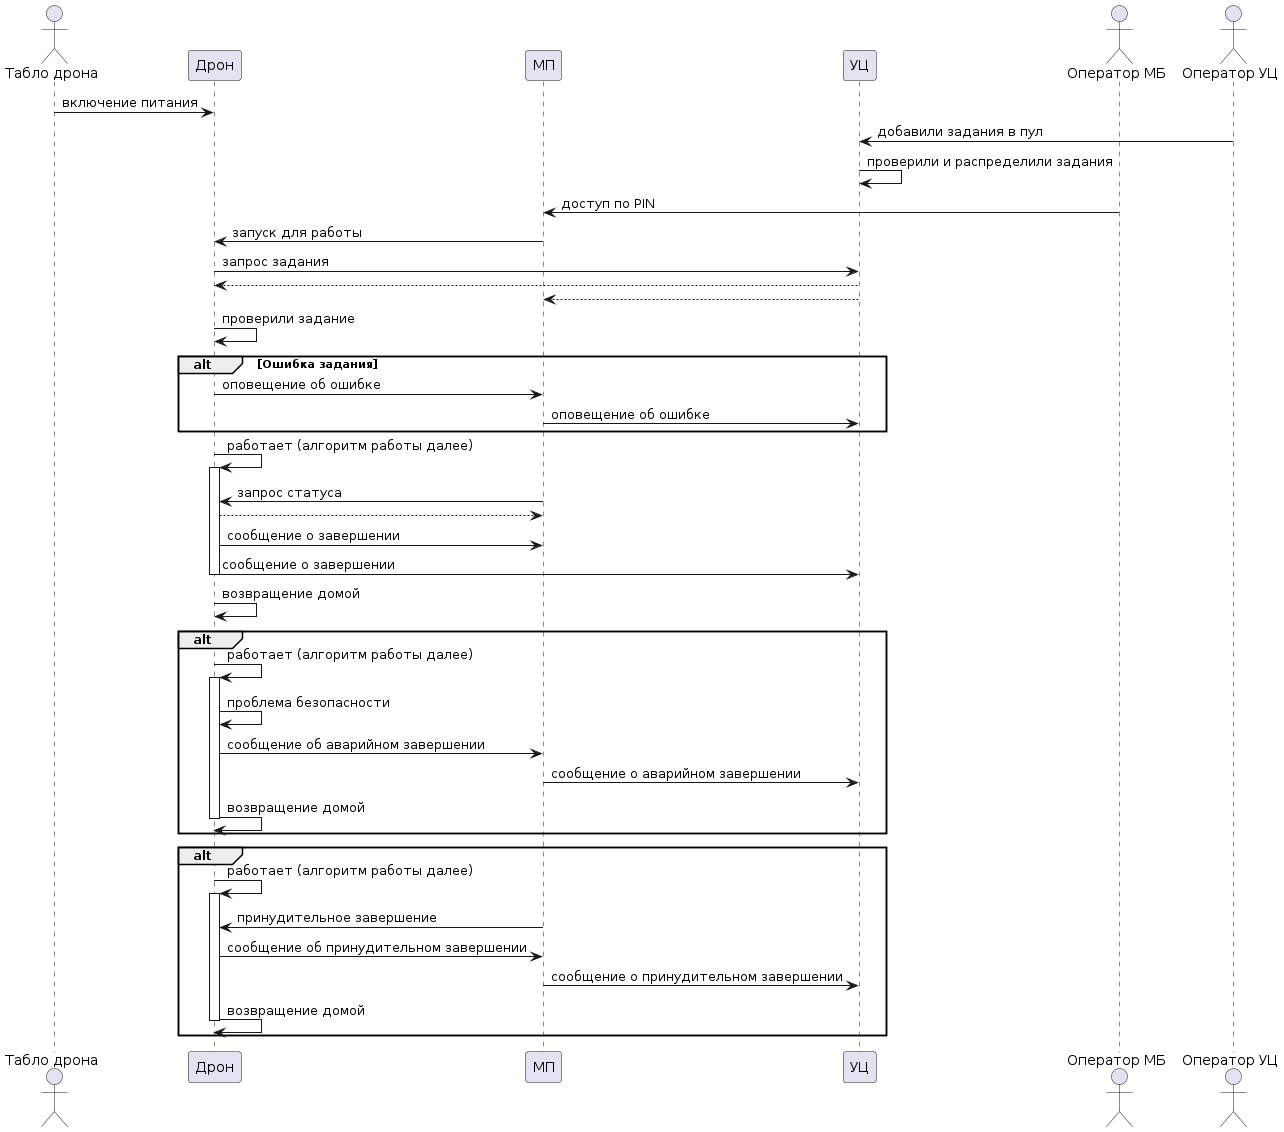 Табло дрона
Дрон
МП
УЦ
Оператор МБ
Оператор УЦ
включение питания
добавили задания в пул
проверили и распределили задания
доступ по PIN
запуск для работы
запрос задания
проверили задание
alt
[Ошибка задания]
оповещение об ошибке
оповещение об ошибке
работает (алгоритм работы далее)
запрос статуса
сообщение о завершении
сообщение о завершении
возвращение домой
alt
работает (алгоритм работы далее)
проблема безопасности
сообщение об аварийном завершении
сообщение о аварийном завершении
возвращение домой
alt
работает (алгоритм работы далее)
принудительное завершение
сообщение об принудительном завершении
сообщение о принудительном завершении
возвращение домой
Табло дрона
Дрон
МП
УЦ
Оператор МБ
Оператор УЦ